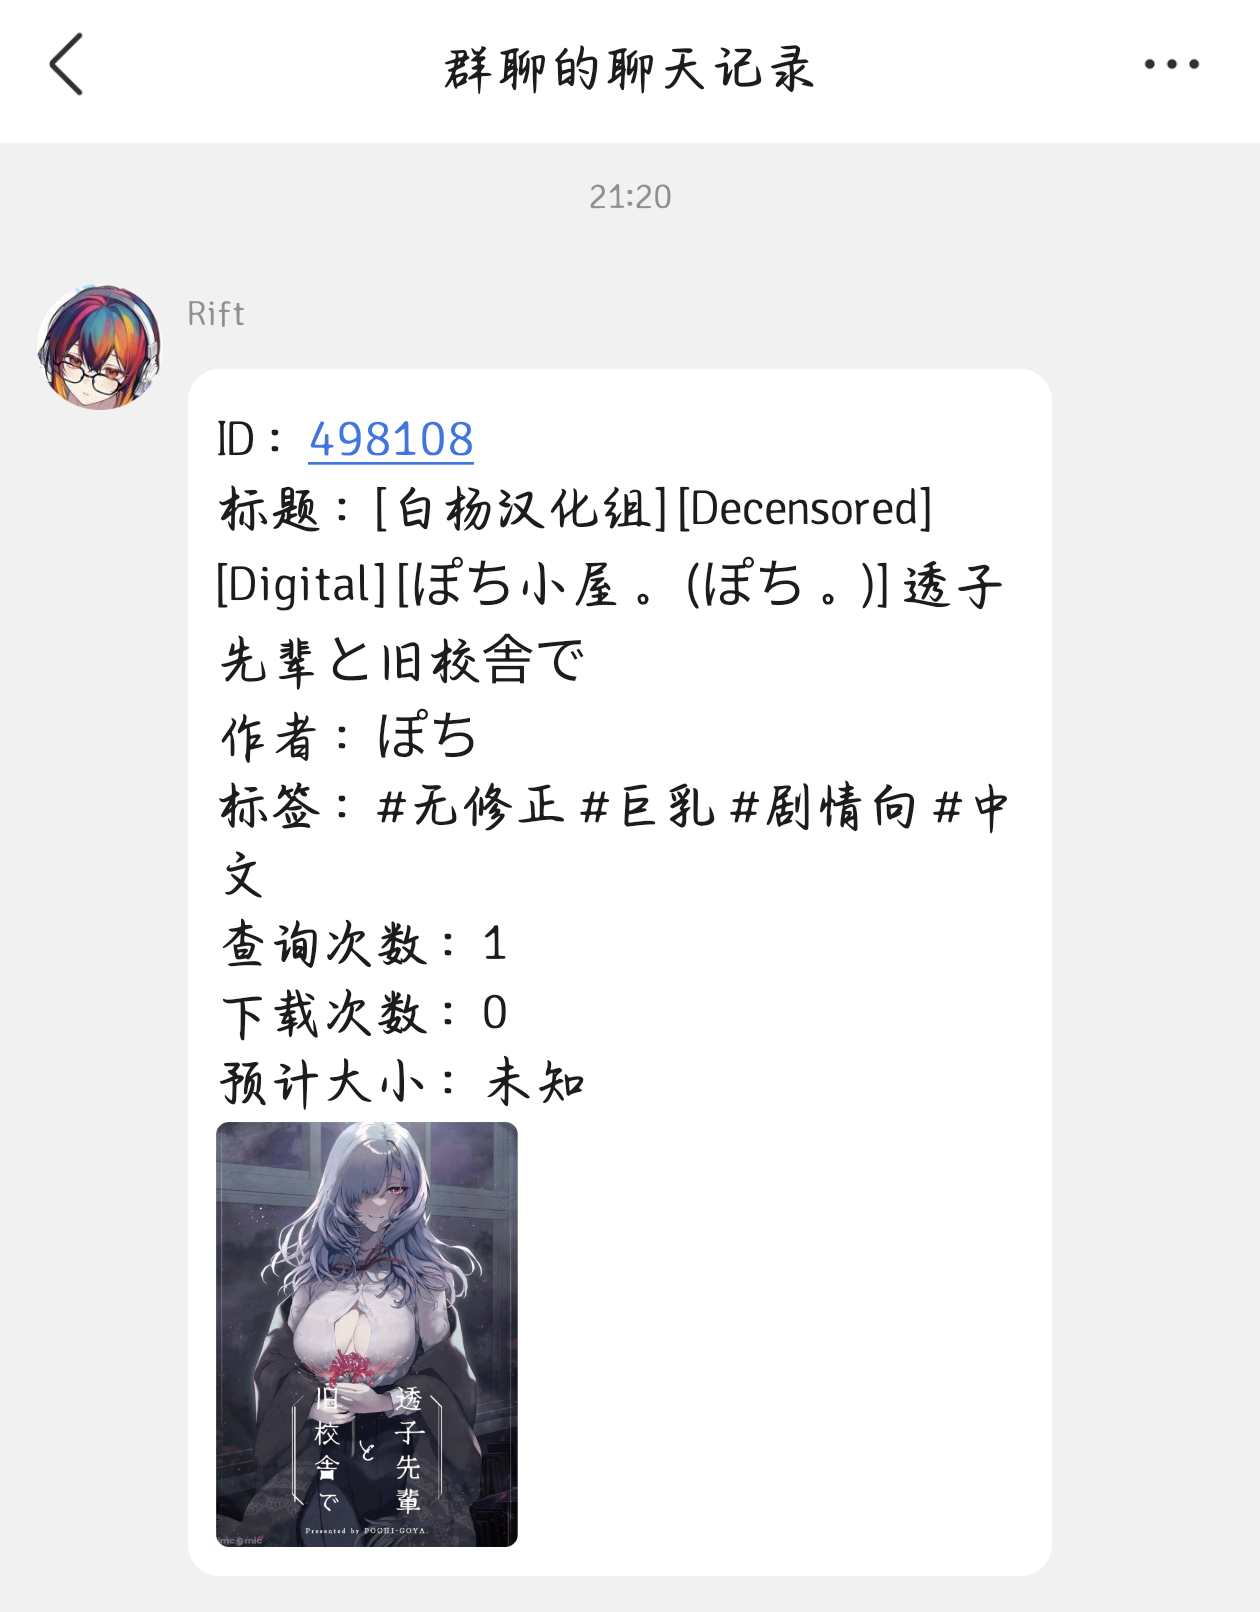 群聊的聊天记录
21:20
Rift
ID：498108
标题：[白杨汉化组][Decensored]
[Digital][ぽち小屋。(ぽち。)] 透子
先辈と旧校舎で
作者：ぽち
标签：#无修正 #巨乳 #剧情向 #中
文
查询次数：1
下载次数：0
预计大小：未知
透子先輩
と
旧校舎で
Presented by POCHI-GOYA.